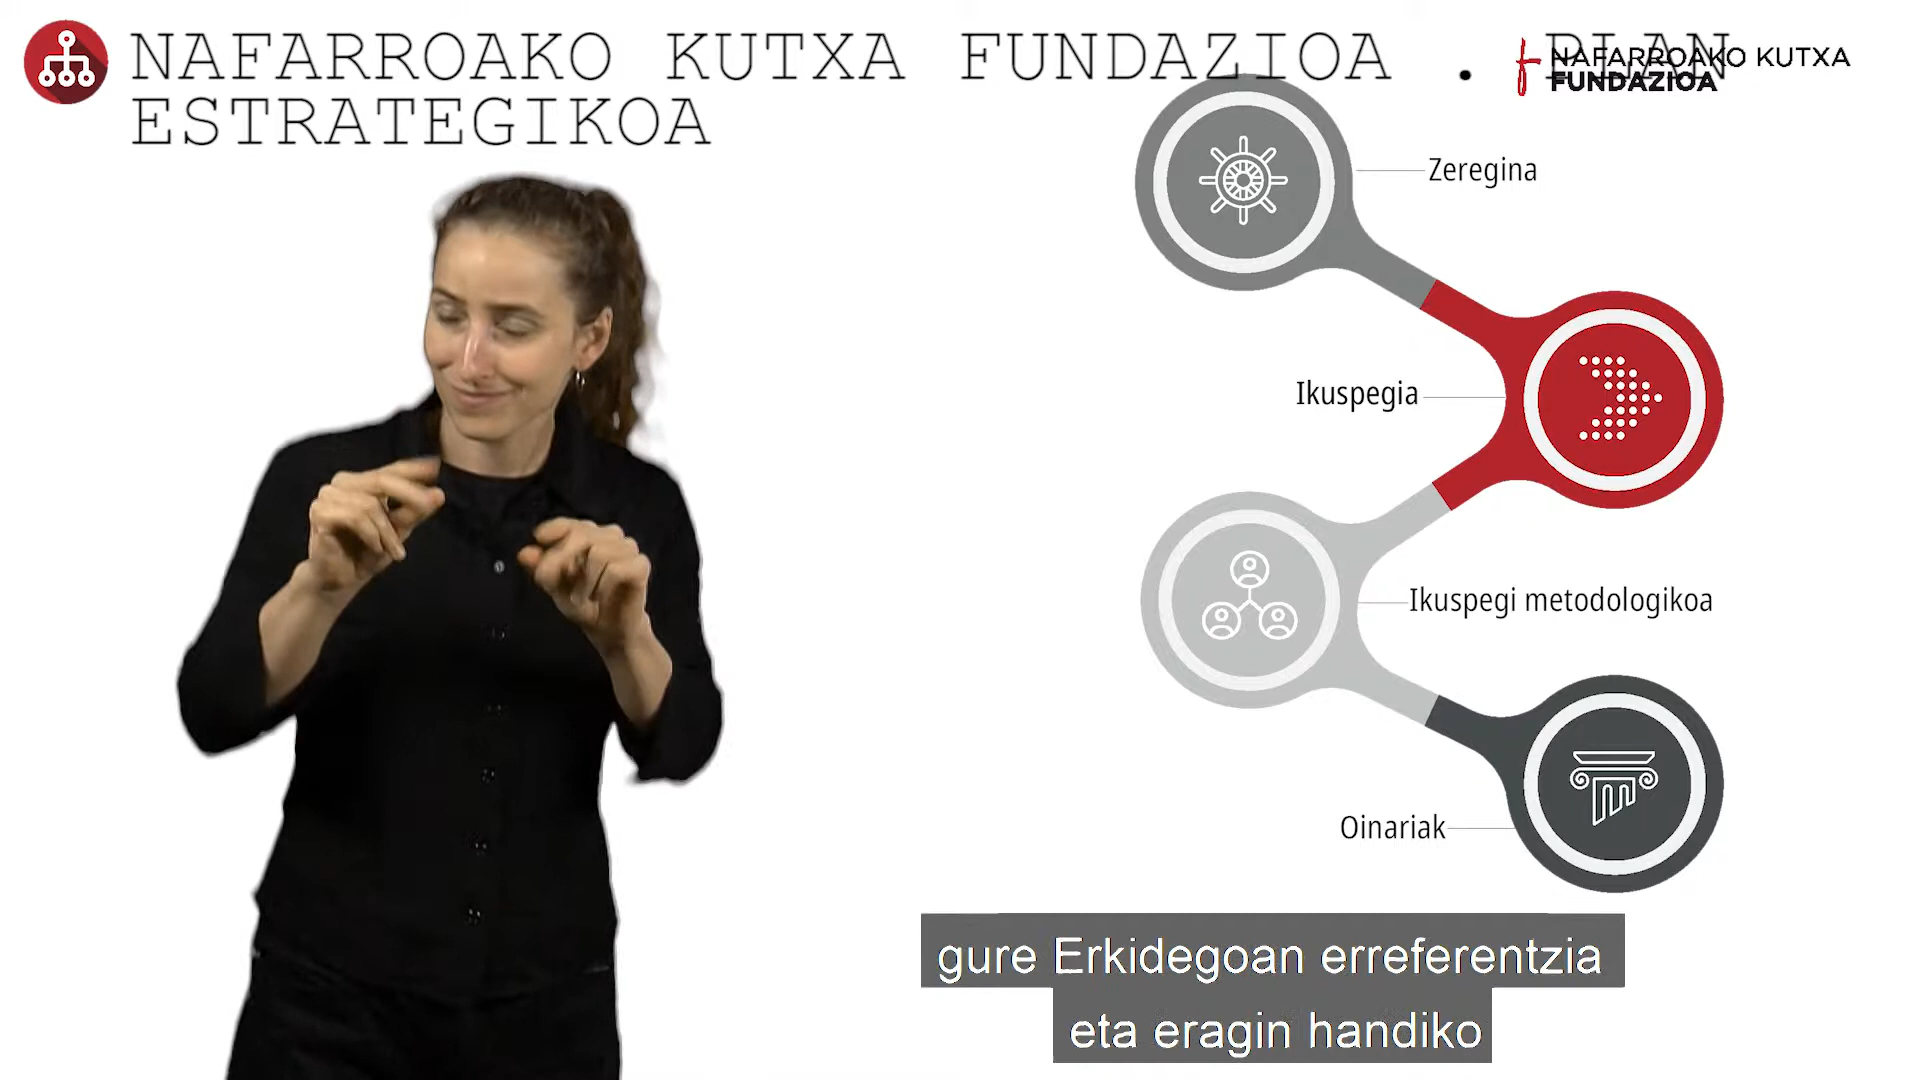 NAFARROAKO KUTXA FUNDAZIOA . PLAN
ESTRATEGIKOA
NAFARROAKO KUTXA
FUNDAZIOA
Zeregina
Ikuspegia
Ikuspegi metodologikoa
Oinariak
gure Erkidegoan erreferentzia
eta eragin handiko